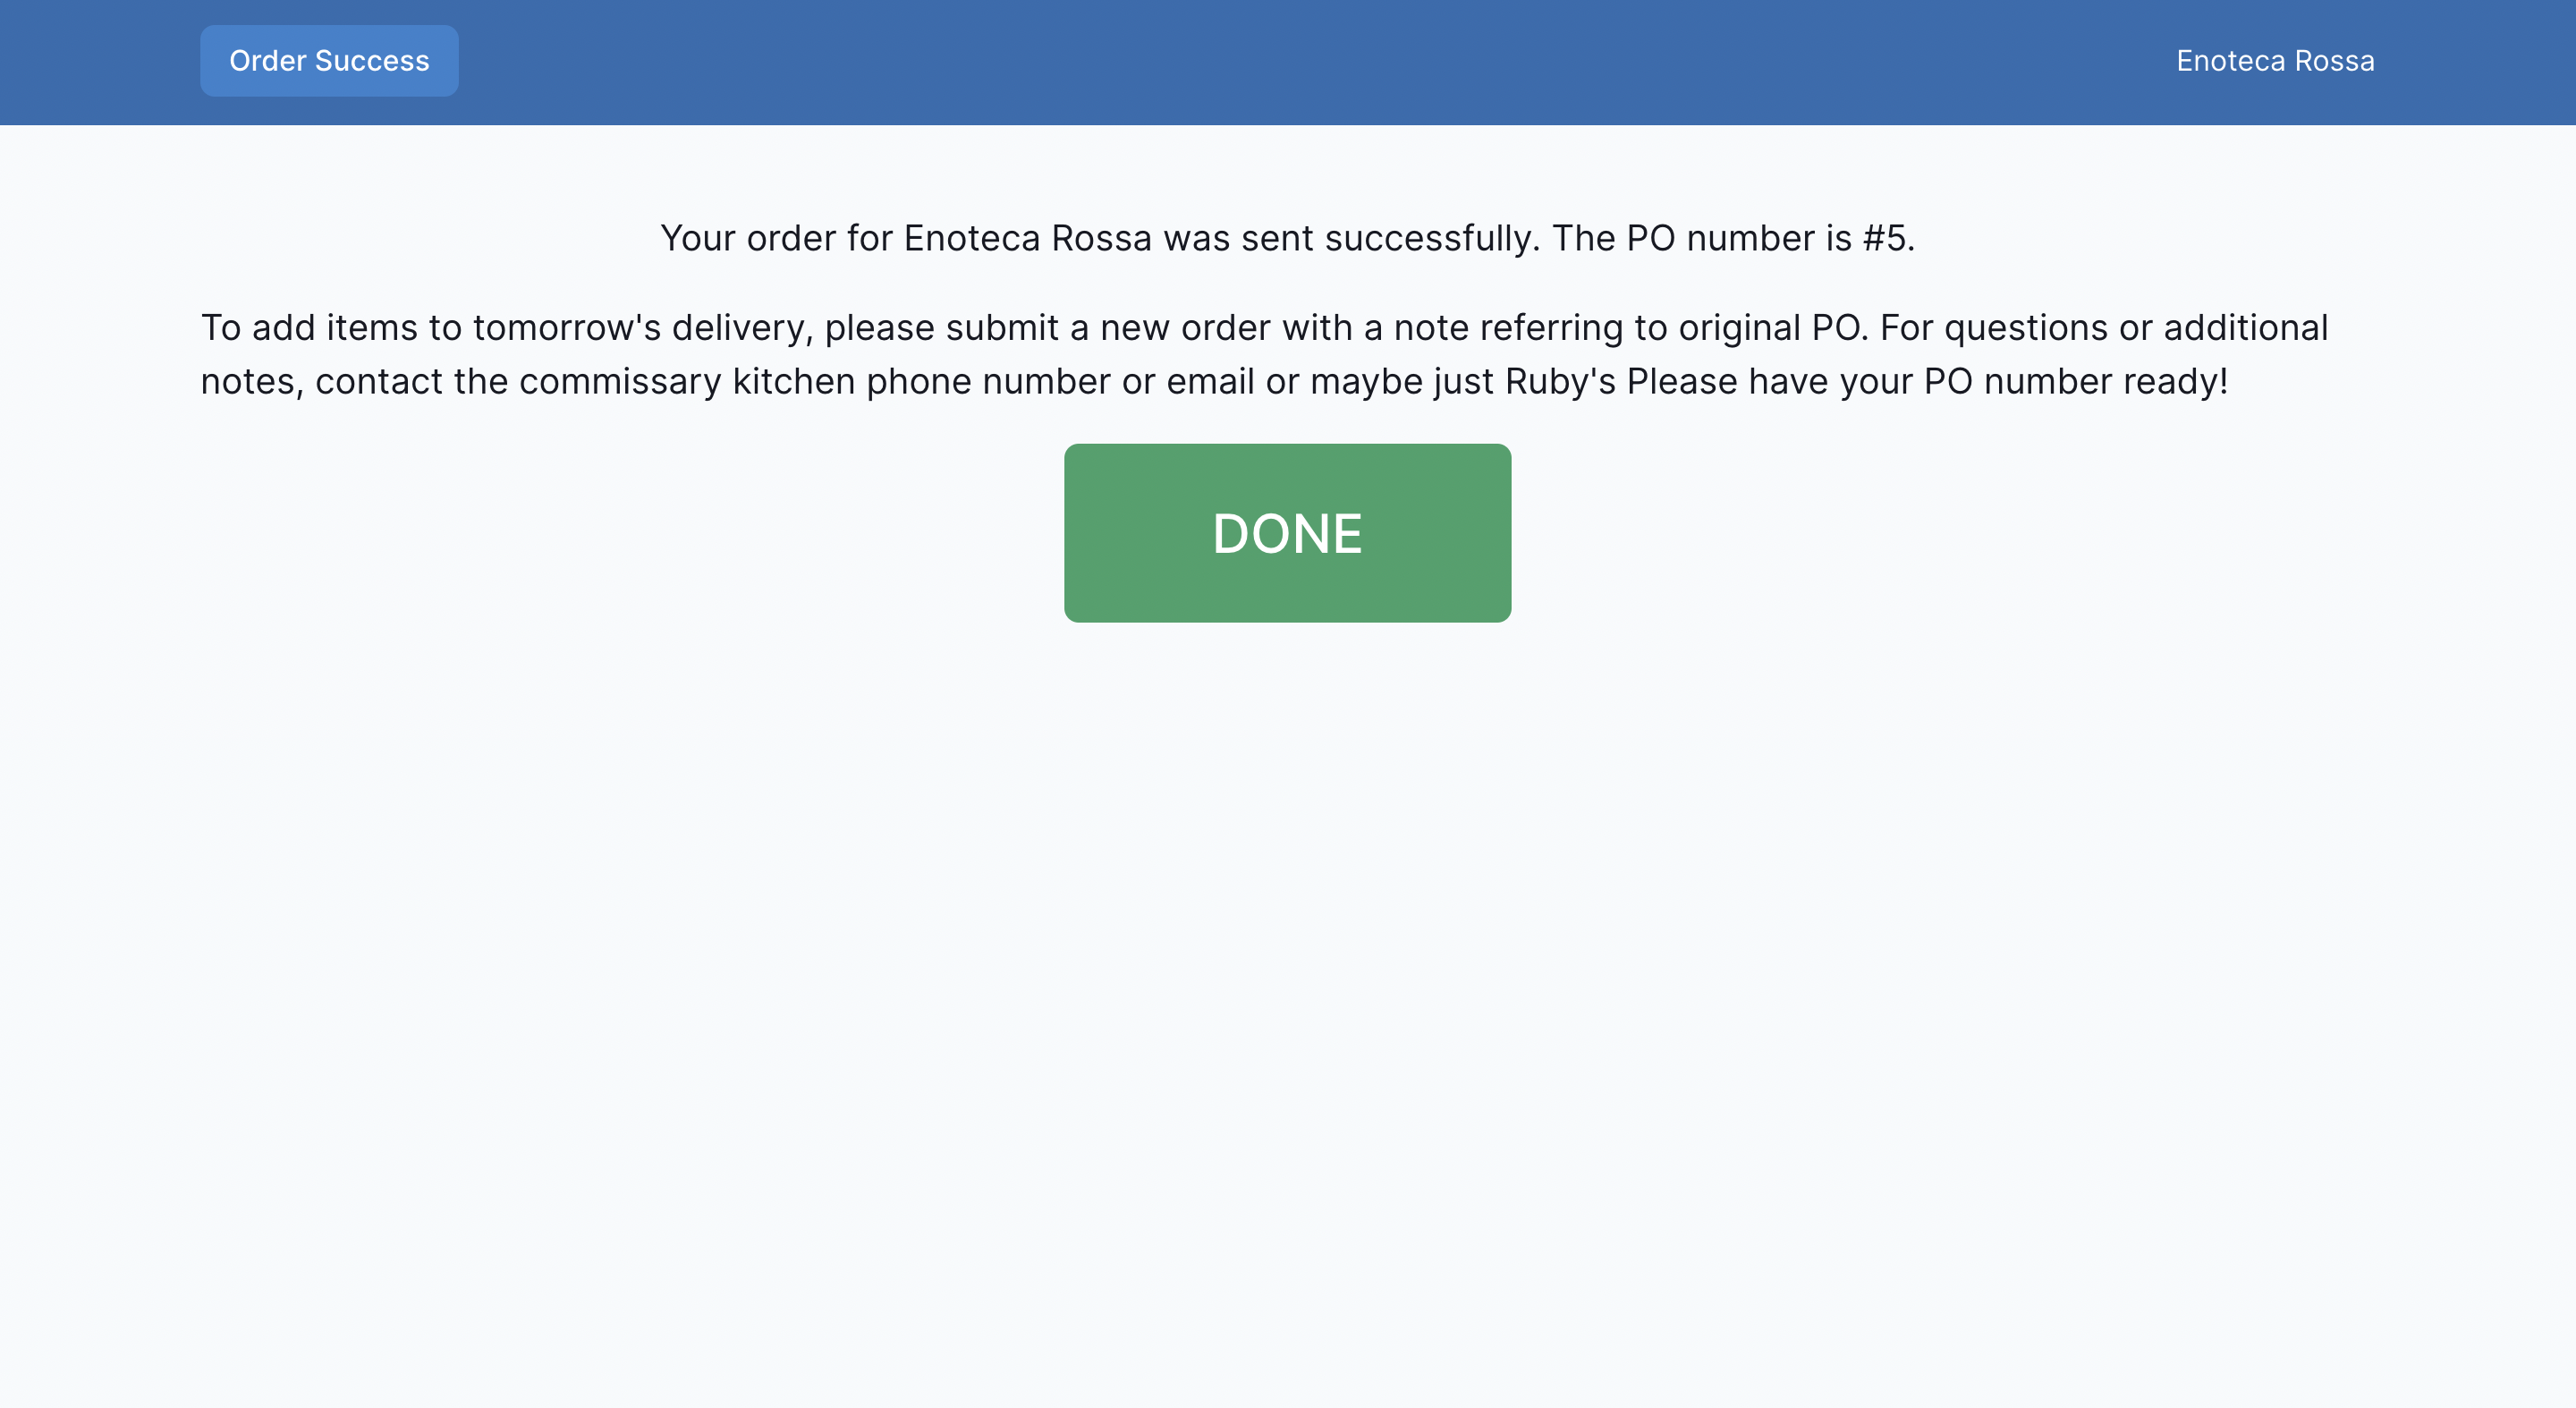 Order Success
Enoteca Rossa
Your order for Enoteca Rossa was sent successfully. The PO number is #5.
To add items to tomorrow's delivery, please submit a new order with a note referring to original PO. For questions or additional
notes, contact the commissary kitchen phone number or email or maybe just Ruby's Please have your PO number ready!
DONE